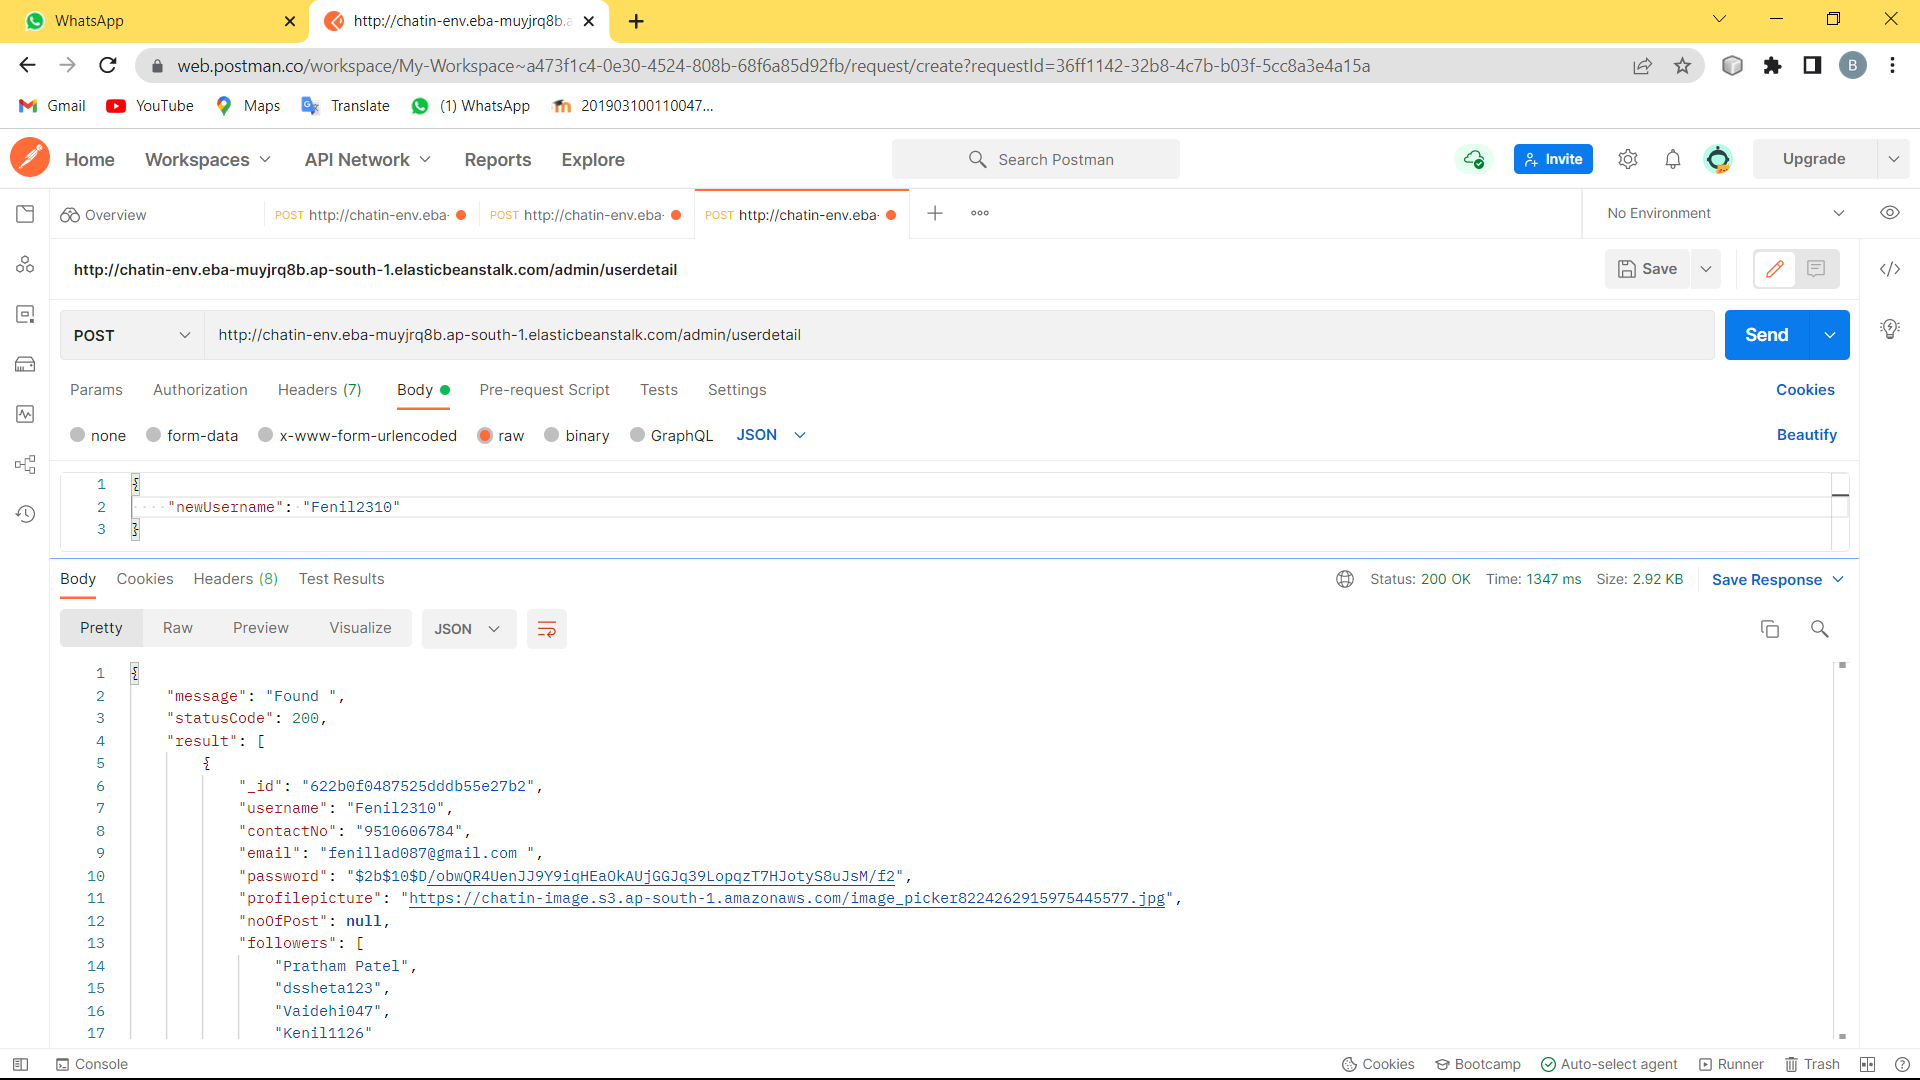 WhatsApp
http://chatin-env.eba-muyjrq8b.a
web.postman.co/workspace/My-Workspace~a473f1c4-0e30-4524-808b-68f6a85d92fb/request/create?requestId=36ff1142-32b8-4c7b-b03f-5cc8a3e4a15a
B
Gmail YouTube Maps Translate (1) WhatsApp 201903100110047...
Home Workspaces API Network Reports Explore Search Postman Invite Upgrade
Overview POST http://chatin-env.eba- POST http://chatin-env.eba- POST http://chatin-env.eba- No Environment
http://chatin-env.eba-muyjrq8b.ap-south-1.elasticbeanstalk.com/admin/userdetail Save
POST http://chatin-env.eba-muyjrq8b.ap-south-1.elasticbeanstalk.com/admin/userdetail Send
Params Authorization Headers (7) Body Pre-request Script Tests Settings Cookies
none form-data x-www-form-urlencoded raw binary GraphQL JSON Beautify
1 {
2 "newUsername": "Fenil2310"
3 }
Body Cookies Headers (8) Test Results Status: 200 OK Time: 1347 ms Size: 2.92 KB Save Response
Pretty Raw Preview Visualize JSON
1 {
2 "message": "Found ",
3 "statusCode": 200,
4 "result": [
5 {
6 "_id": "622b0f0487525dddb55e27b2",
7 "username": "Fenil2310",
8 "contactNo": "9510606784",
9 "email": "fenillad087@gmail.com ",
10 "password": "$2b$10$D/obwQR4UenJJ9Y9iqHEaOkAUjGGJq39LopqzT7HJotyS8uJsM/f2",
11 "profilepicture": "https://chatin-image.s3.ap-south-1.amazonaws.com/image_picker8224262915975445577.jpg",
12 "noOfPost": null,
13 "followers": [
14 "Pratham Patel",
15 "dssheta123",
16 "Vaidehi047",
17 "Kenil1126"
Console Cookies Bootcamp Auto-select agent Runner Trash